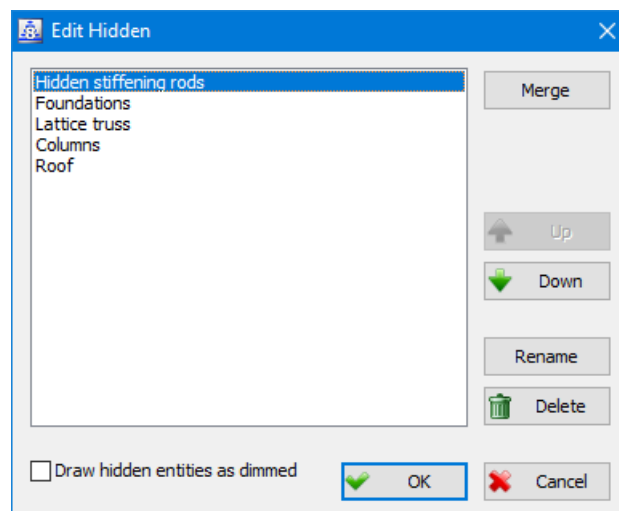 Edit Hidden
Hidden stiffening rods
Foundations
Lattice truss
Columns
Roof
Merge
Up
Down
Rename
Delete
Draw hidden entities as dimmed
OK
Cancel